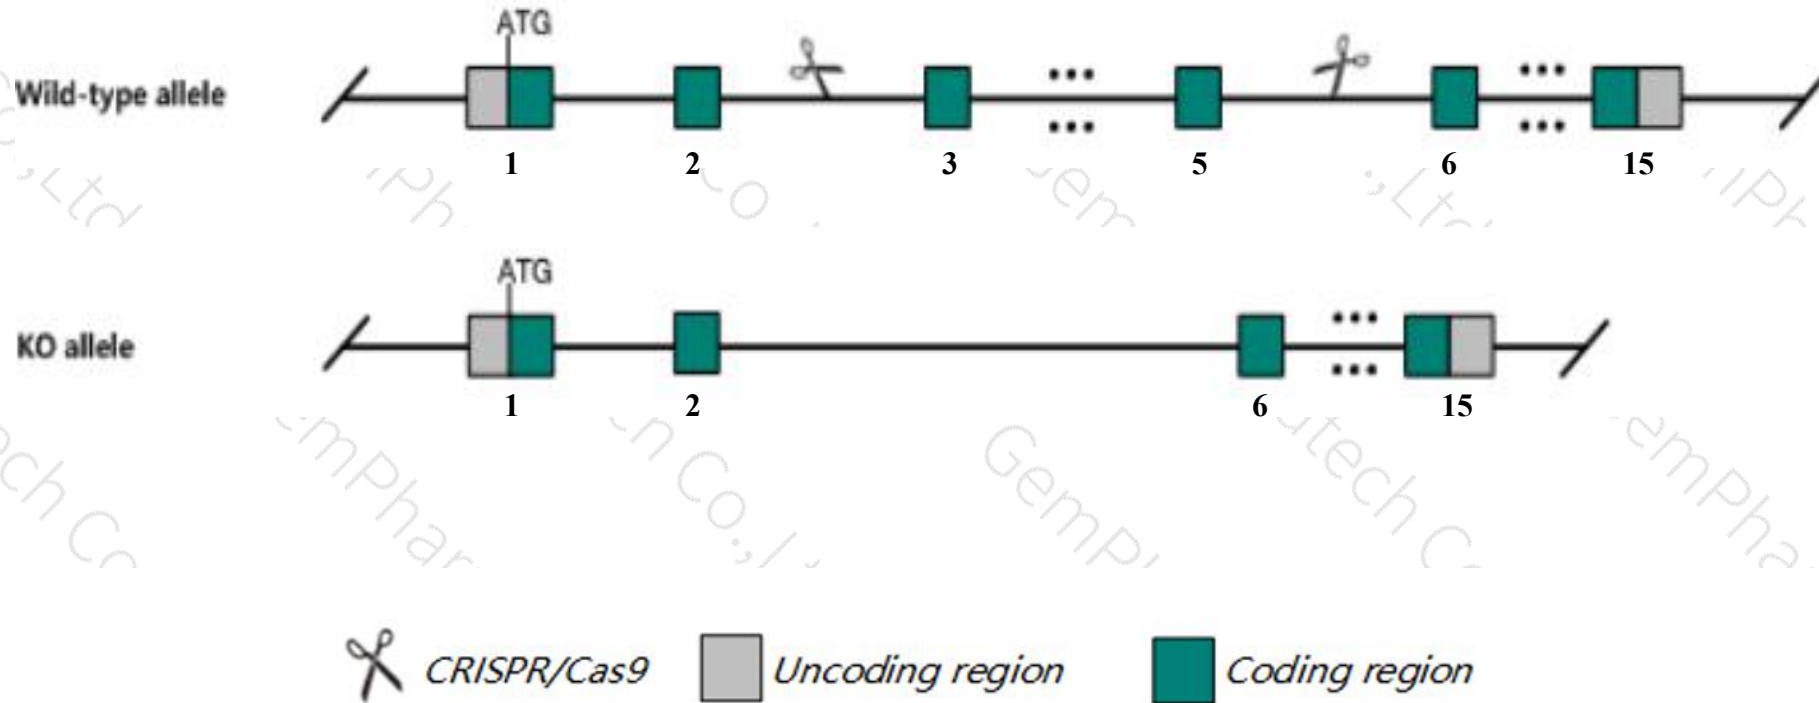 ATG
Wild-type allele
1 2 3 5 6 15
ATG
KO allele
1 2 6 15
CRISPR/Cas9 Uncoding region Coding region
GemPh